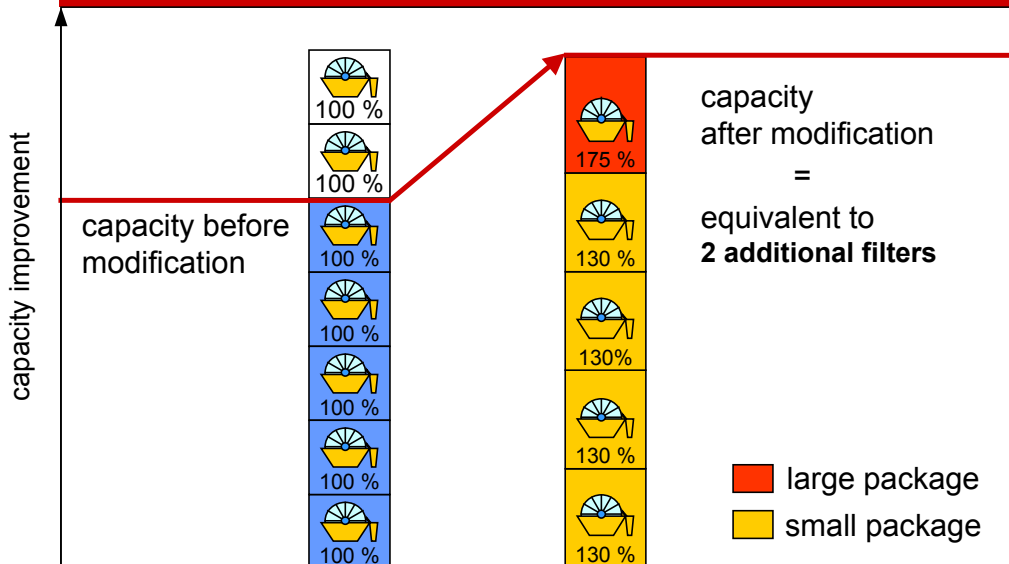 capacity improvement
100 %
100 %
capacity before
modification
100 %
100 %
100 %
100 %
100 %
175 %
130 %
130%
130 %
130 %
capacity
after modification
=
equivalent to
2 additional filters
large package
small package